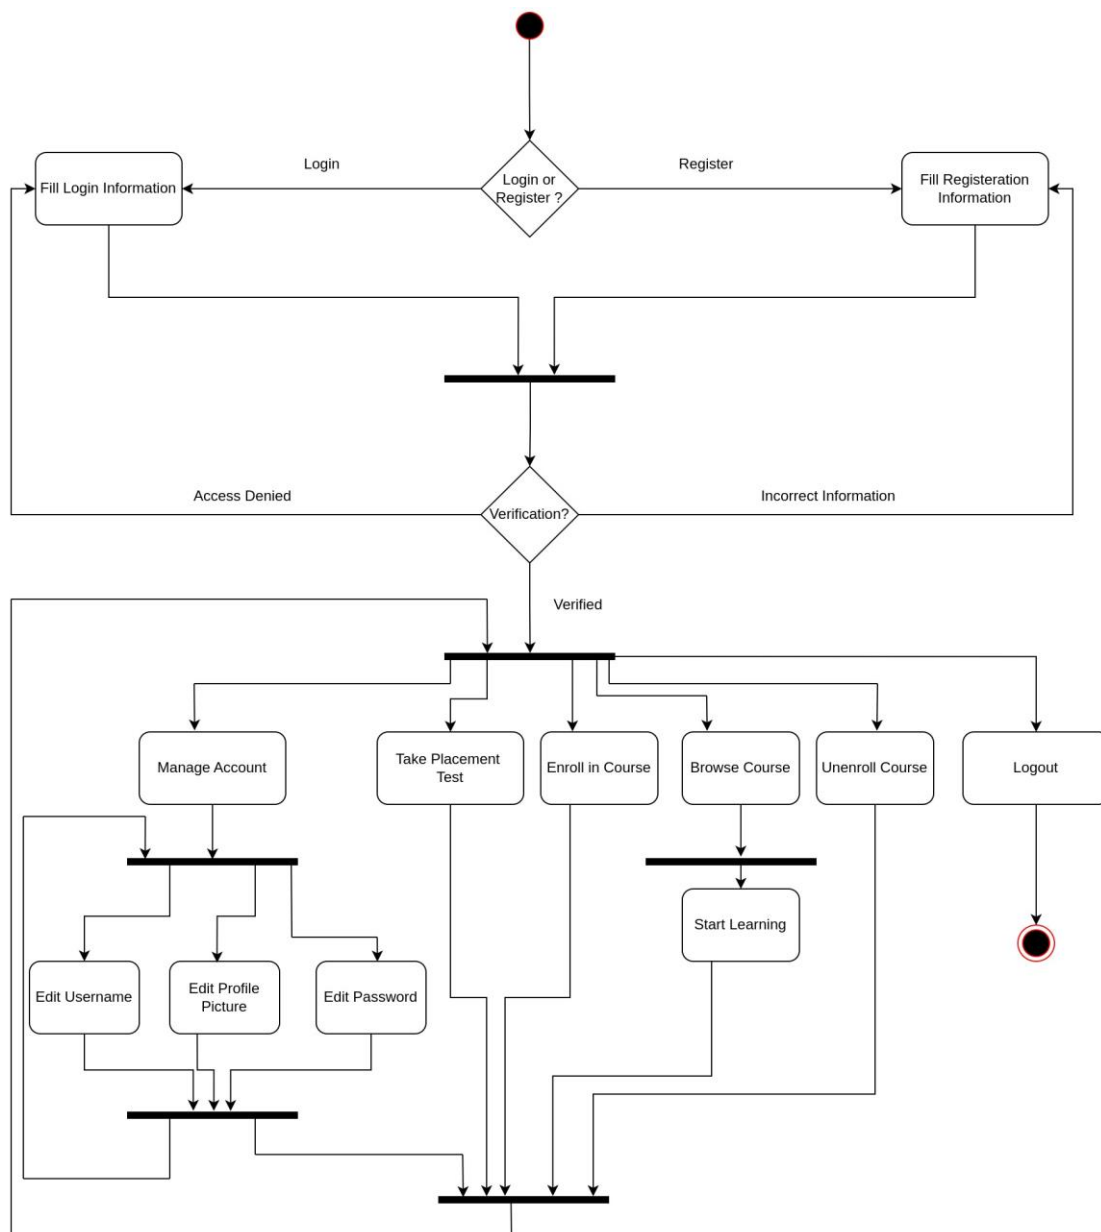 Login
Register
Fill Login Information
Login or
Register ?
Fill Registeration
Information
Access Denied
Incorrect Information
Verification?
Verified
Manage Account
Take Placement
Test
Enroll in Course
Browse Course
Unenroll Course
Logout
Start Learning
Edit Username
Edit Profile
Picture
Edit Password